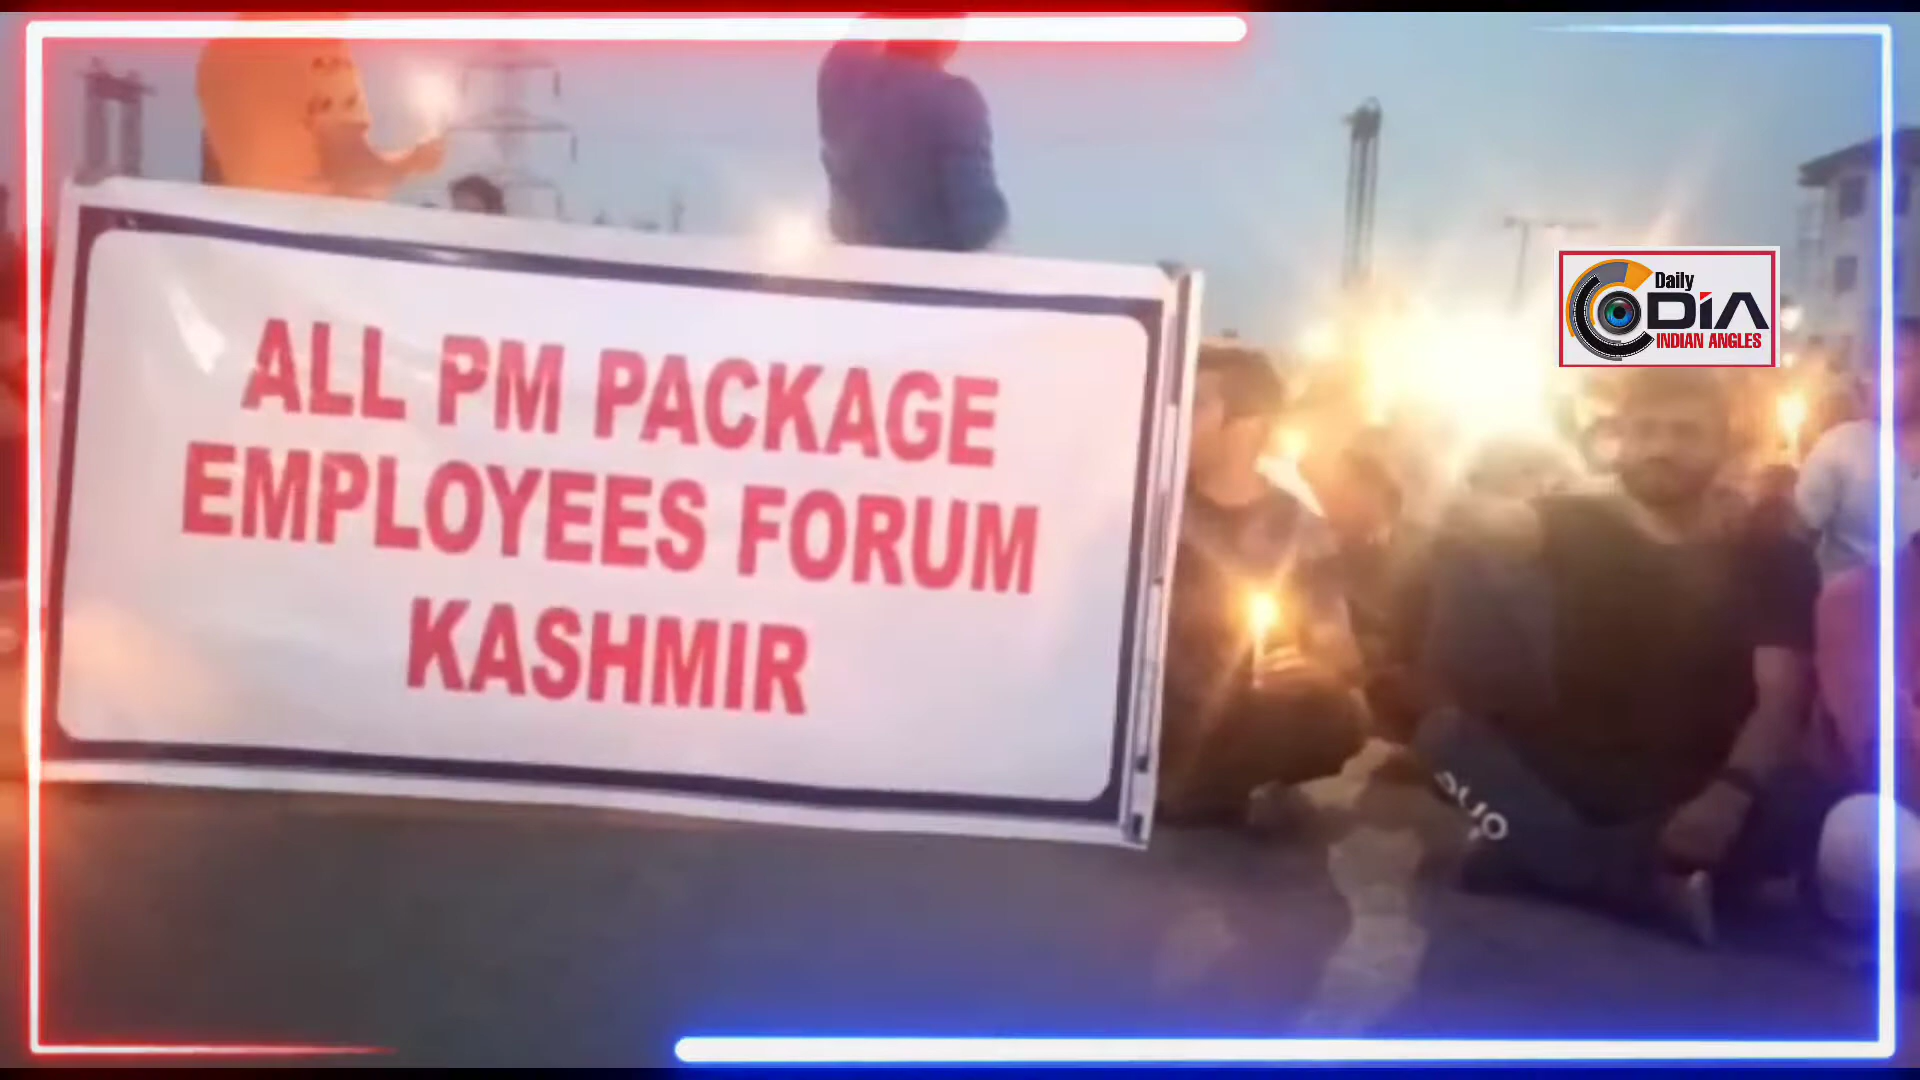 ALL PM PACKAGE
EMPLOYEES FORUM
KASHMIR
Daily
DIA
INDIAN ANGLES